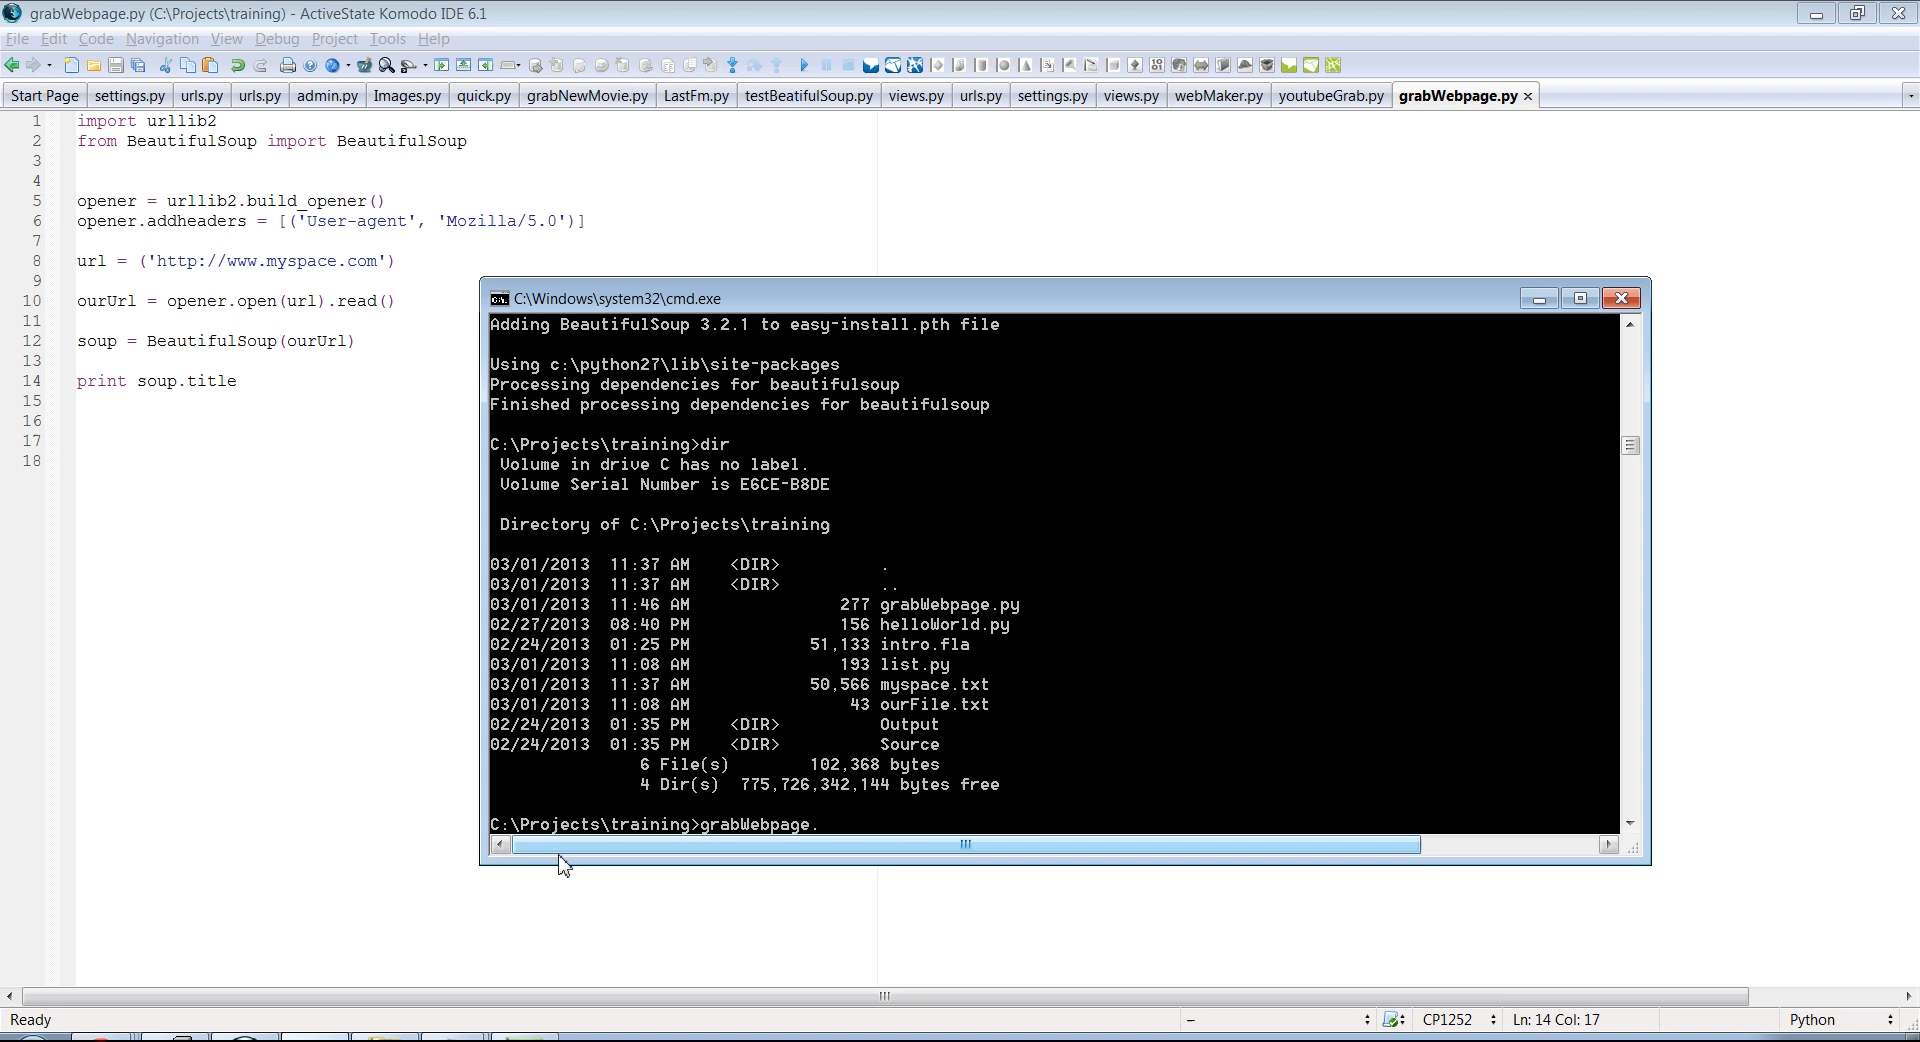 grabWebpage.py (C:\Projects\training) - ActiveState Komodo IDE 6.1
File Edit Code Navigation View Debug Project Tools Help
Start Page settings.py urls.py urls.py admin.py Images.py quick.py grabNewMovie.py LastFm.py testBeatifulSoup.py views.py urls.py settings.py views.py webMaker.py youtubeGrab.py grabWebpage.py
1 import urllib2
2 from BeautifulSoup import BeautifulSoup
3
4
5 opener = urllib2.build_opener()
6 opener.addheaders = [('User-agent', 'Mozilla/5.0')]
7
8 url = ('http://www.myspace.com')
9
10 ourUrl = opener.open(url).read()
11
12 soup = BeautifulSoup(ourUrl)
13
14 print soup.title
15
16
17
18
C:\Windows\system32\cmd.exe
Adding BeautifulSoup 3.2.1 to easy-install.pth file
Using c:\python27\lib\site-packages
Processing dependencies for beautifulsoup
Finished processing dependencies for beautifulsoup
C:\Projects\training>dir
Volume in drive C has no label.
Volume Serial Number is E6CE-B8DE
Directory of C:\Projects\training
03/01/2013 11:37 AM <DIR> .
03/01/2013 11:37 AM <DIR> ..
03/01/2013 11:46 AM 277 grabWebpage.py
02/27/2013 08:40 PM 156 helloWorld.py
02/24/2013 01:25 PM 51,133 intro.fla
03/01/2013 11:08 AM 193 list.py
03/01/2013 11:37 AM 50,566 myspace.txt
03/01/2013 11:08 AM 43 ourFile.txt
02/24/2013 01:35 PM <DIR> Output
02/24/2013 01:35 PM <DIR> Source
6 File(s) 102,368 bytes
4 Dir(s) 775,726,342,144 bytes free
C:\Projects\training>grabWebpage.
Ready – CP1252 Ln: 14 Col: 17 Python